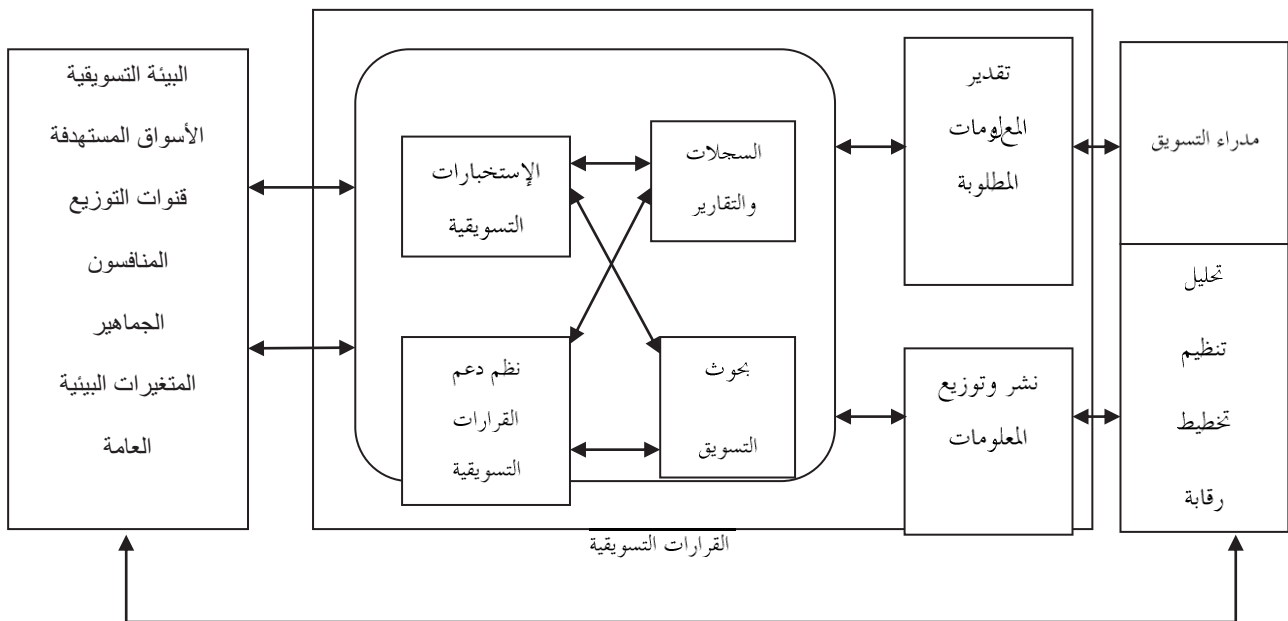 مدراء التسويق
تحليل
تنظيم
تخطيط
رقابة
تقدير
المعلومات
المطلوبة
نشر وتوزيع
المعلومات
السجلات
والتقارير
الإستخبارات
التسويقية
بحوث
التسويق
نظم دعم
القرارات
التسويقية
البيئة التسويقية
الأسواق المستهدفة
قنوات التوزيع
المنافسون
الجماهير
المتغيرات البيئية
العامة
القرارات التسويقية